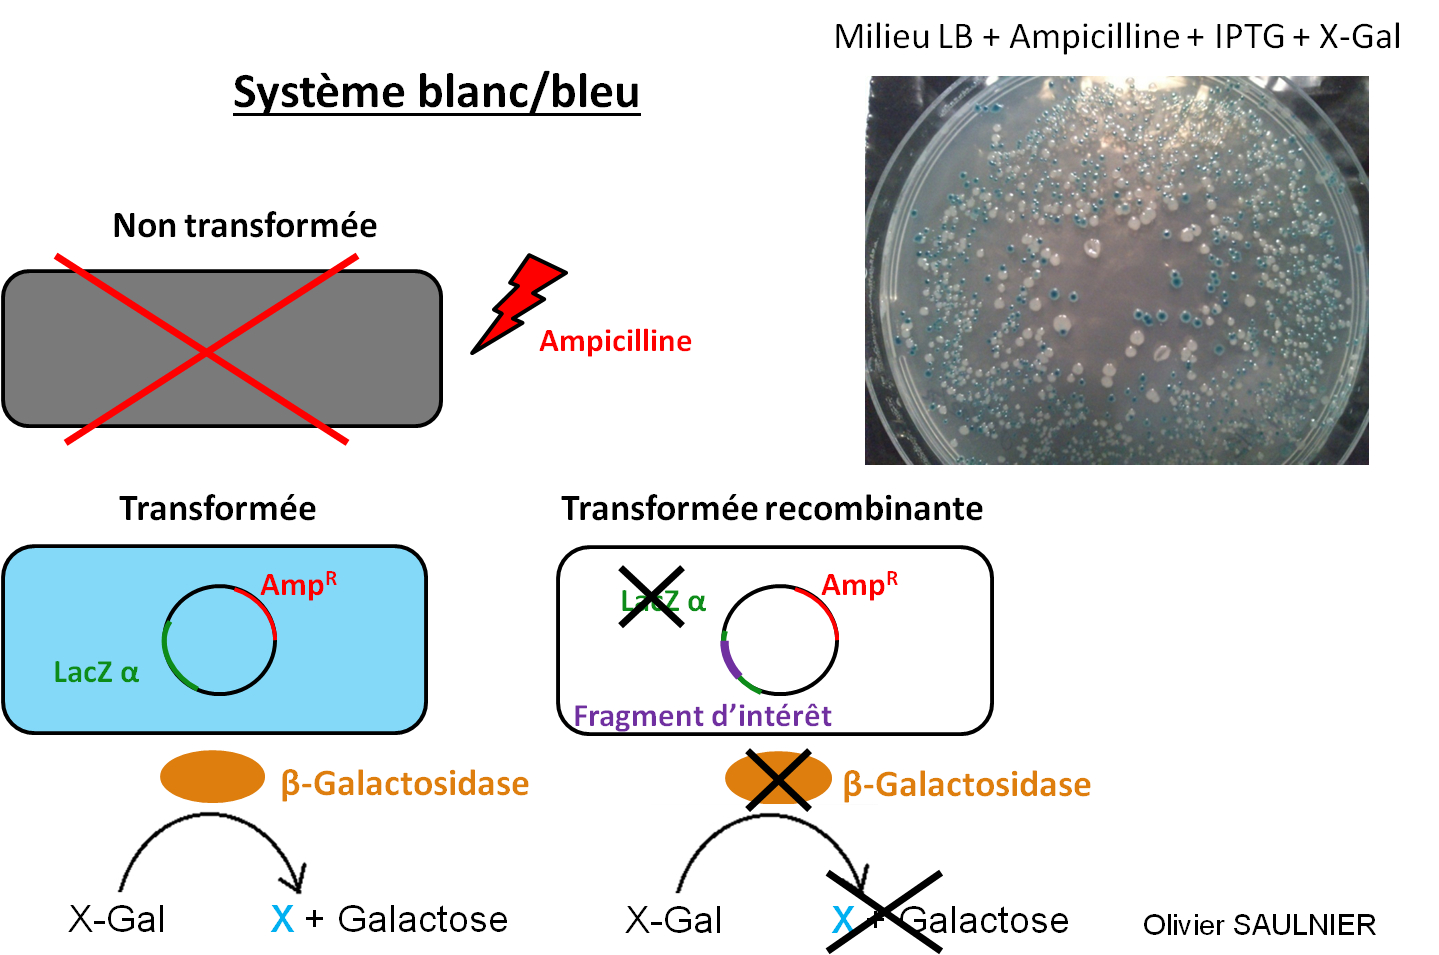 Milieu LB + Ampicilline + IPTG + X-Gal
Système blanc/bleu
Non transformée
Ampicilline
Transformée
Amp^R
LacZ α
β-Galactosidase
X-Gal
X + Galactose
Transformée recombinante
LacZ α
Amp^R
Fragment d’intérêt
β-Galactosidase
X-Gal
X + Galactose
Olivier SAULNIER